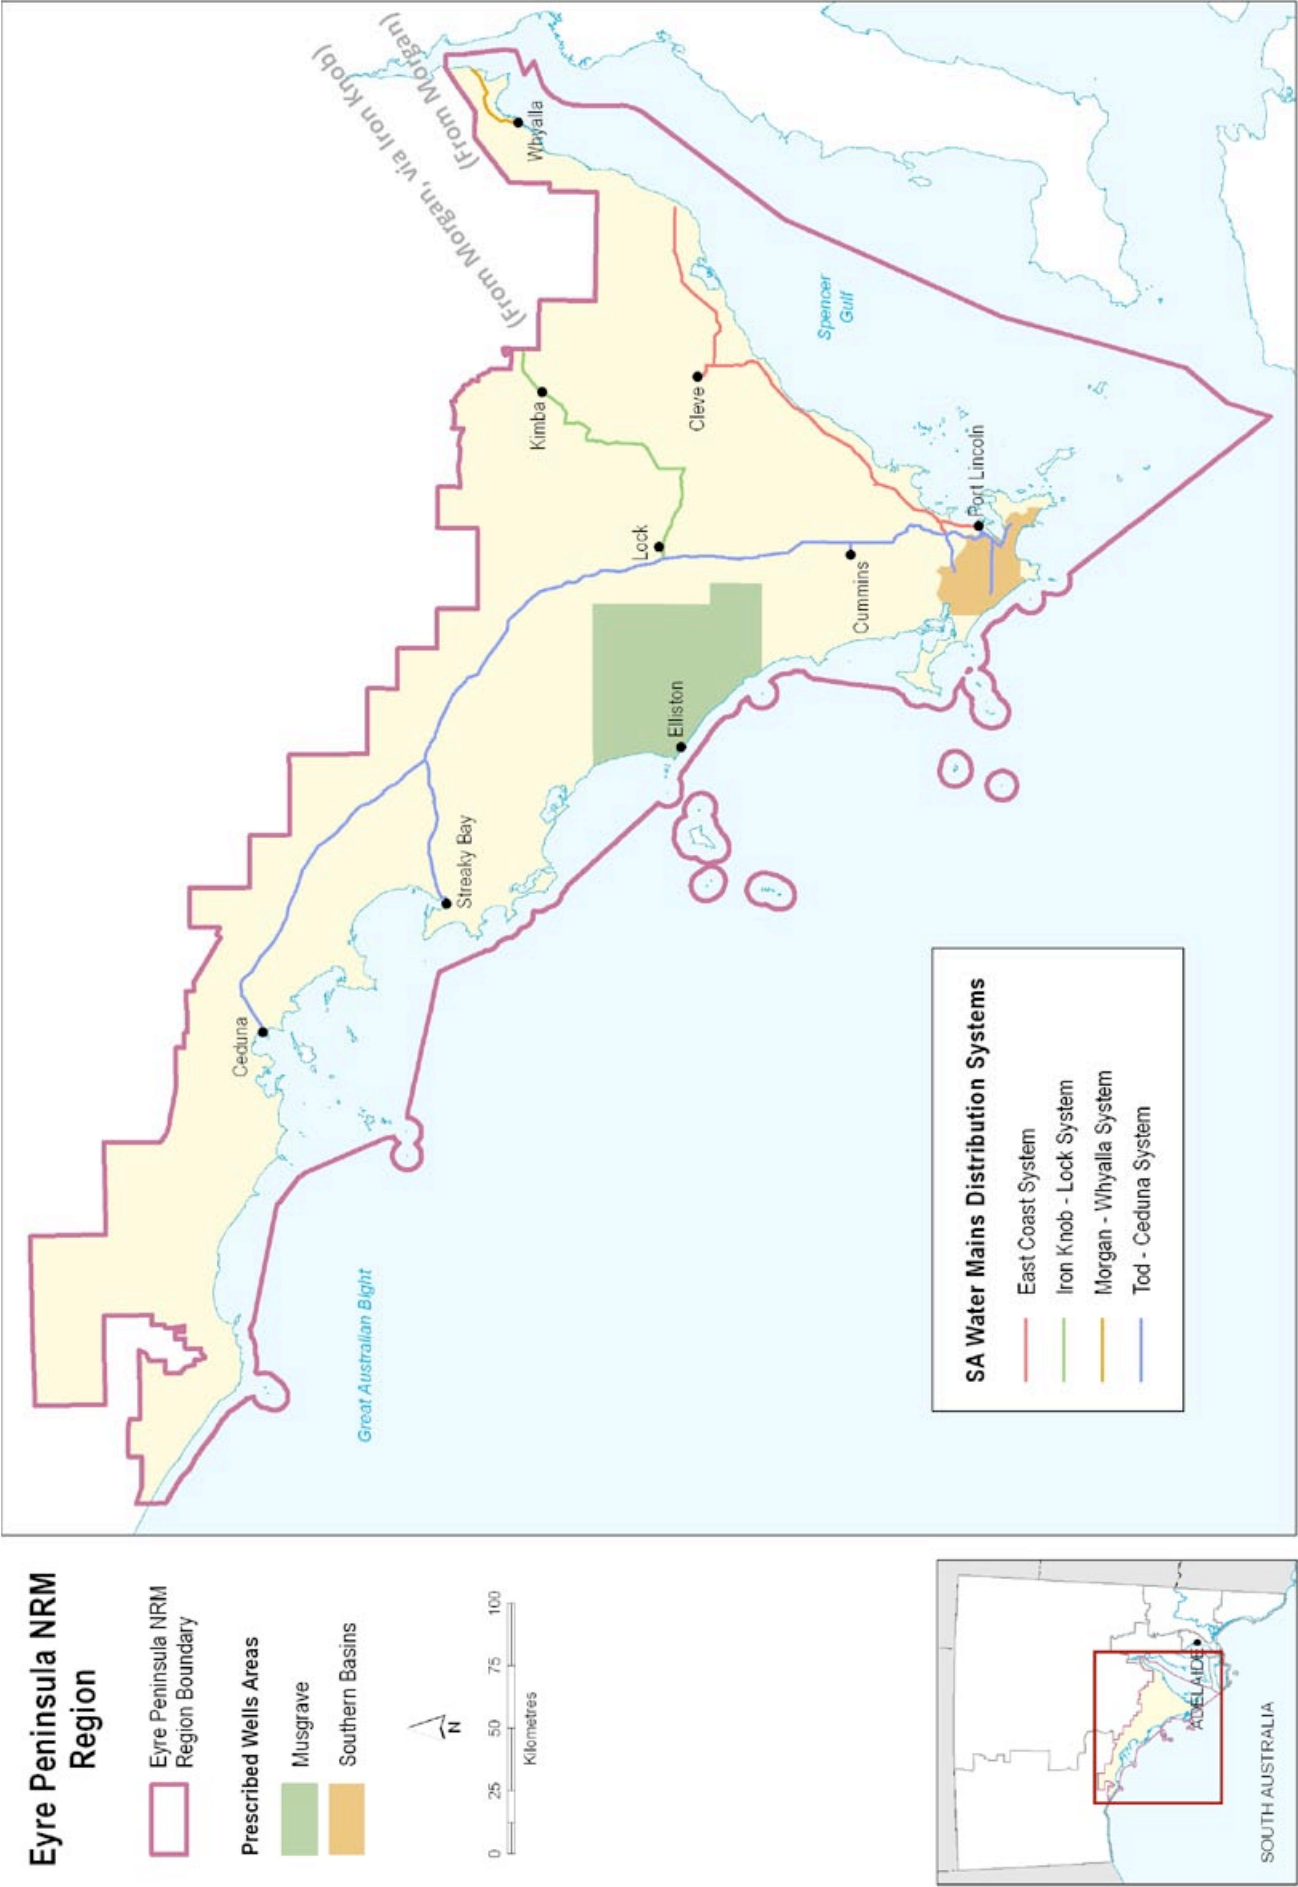 Eyre Peninsula NRM
Region
Eyre Peninsula NRM
Region Boundary
Prescribed Wells Areas
Musgrave
Southern Basins
N
0 25 50 75 100
Kilometres
ADELAIDE
SOUTH AUSTRALIA
(From Morgan, via Iron Knob)
(From Morgan)
Whyalla
Kimba
Cleve
Spencer
Gulf
Lock
Port Lincoln
Cummins
Elliston
Streaky Bay
Ceduna
Great Australian Bight
SA Water Mains Distribution Systems
East Coast System
Iron Knob - Lock System
Morgan - Whyalla System
Tod - Ceduna System